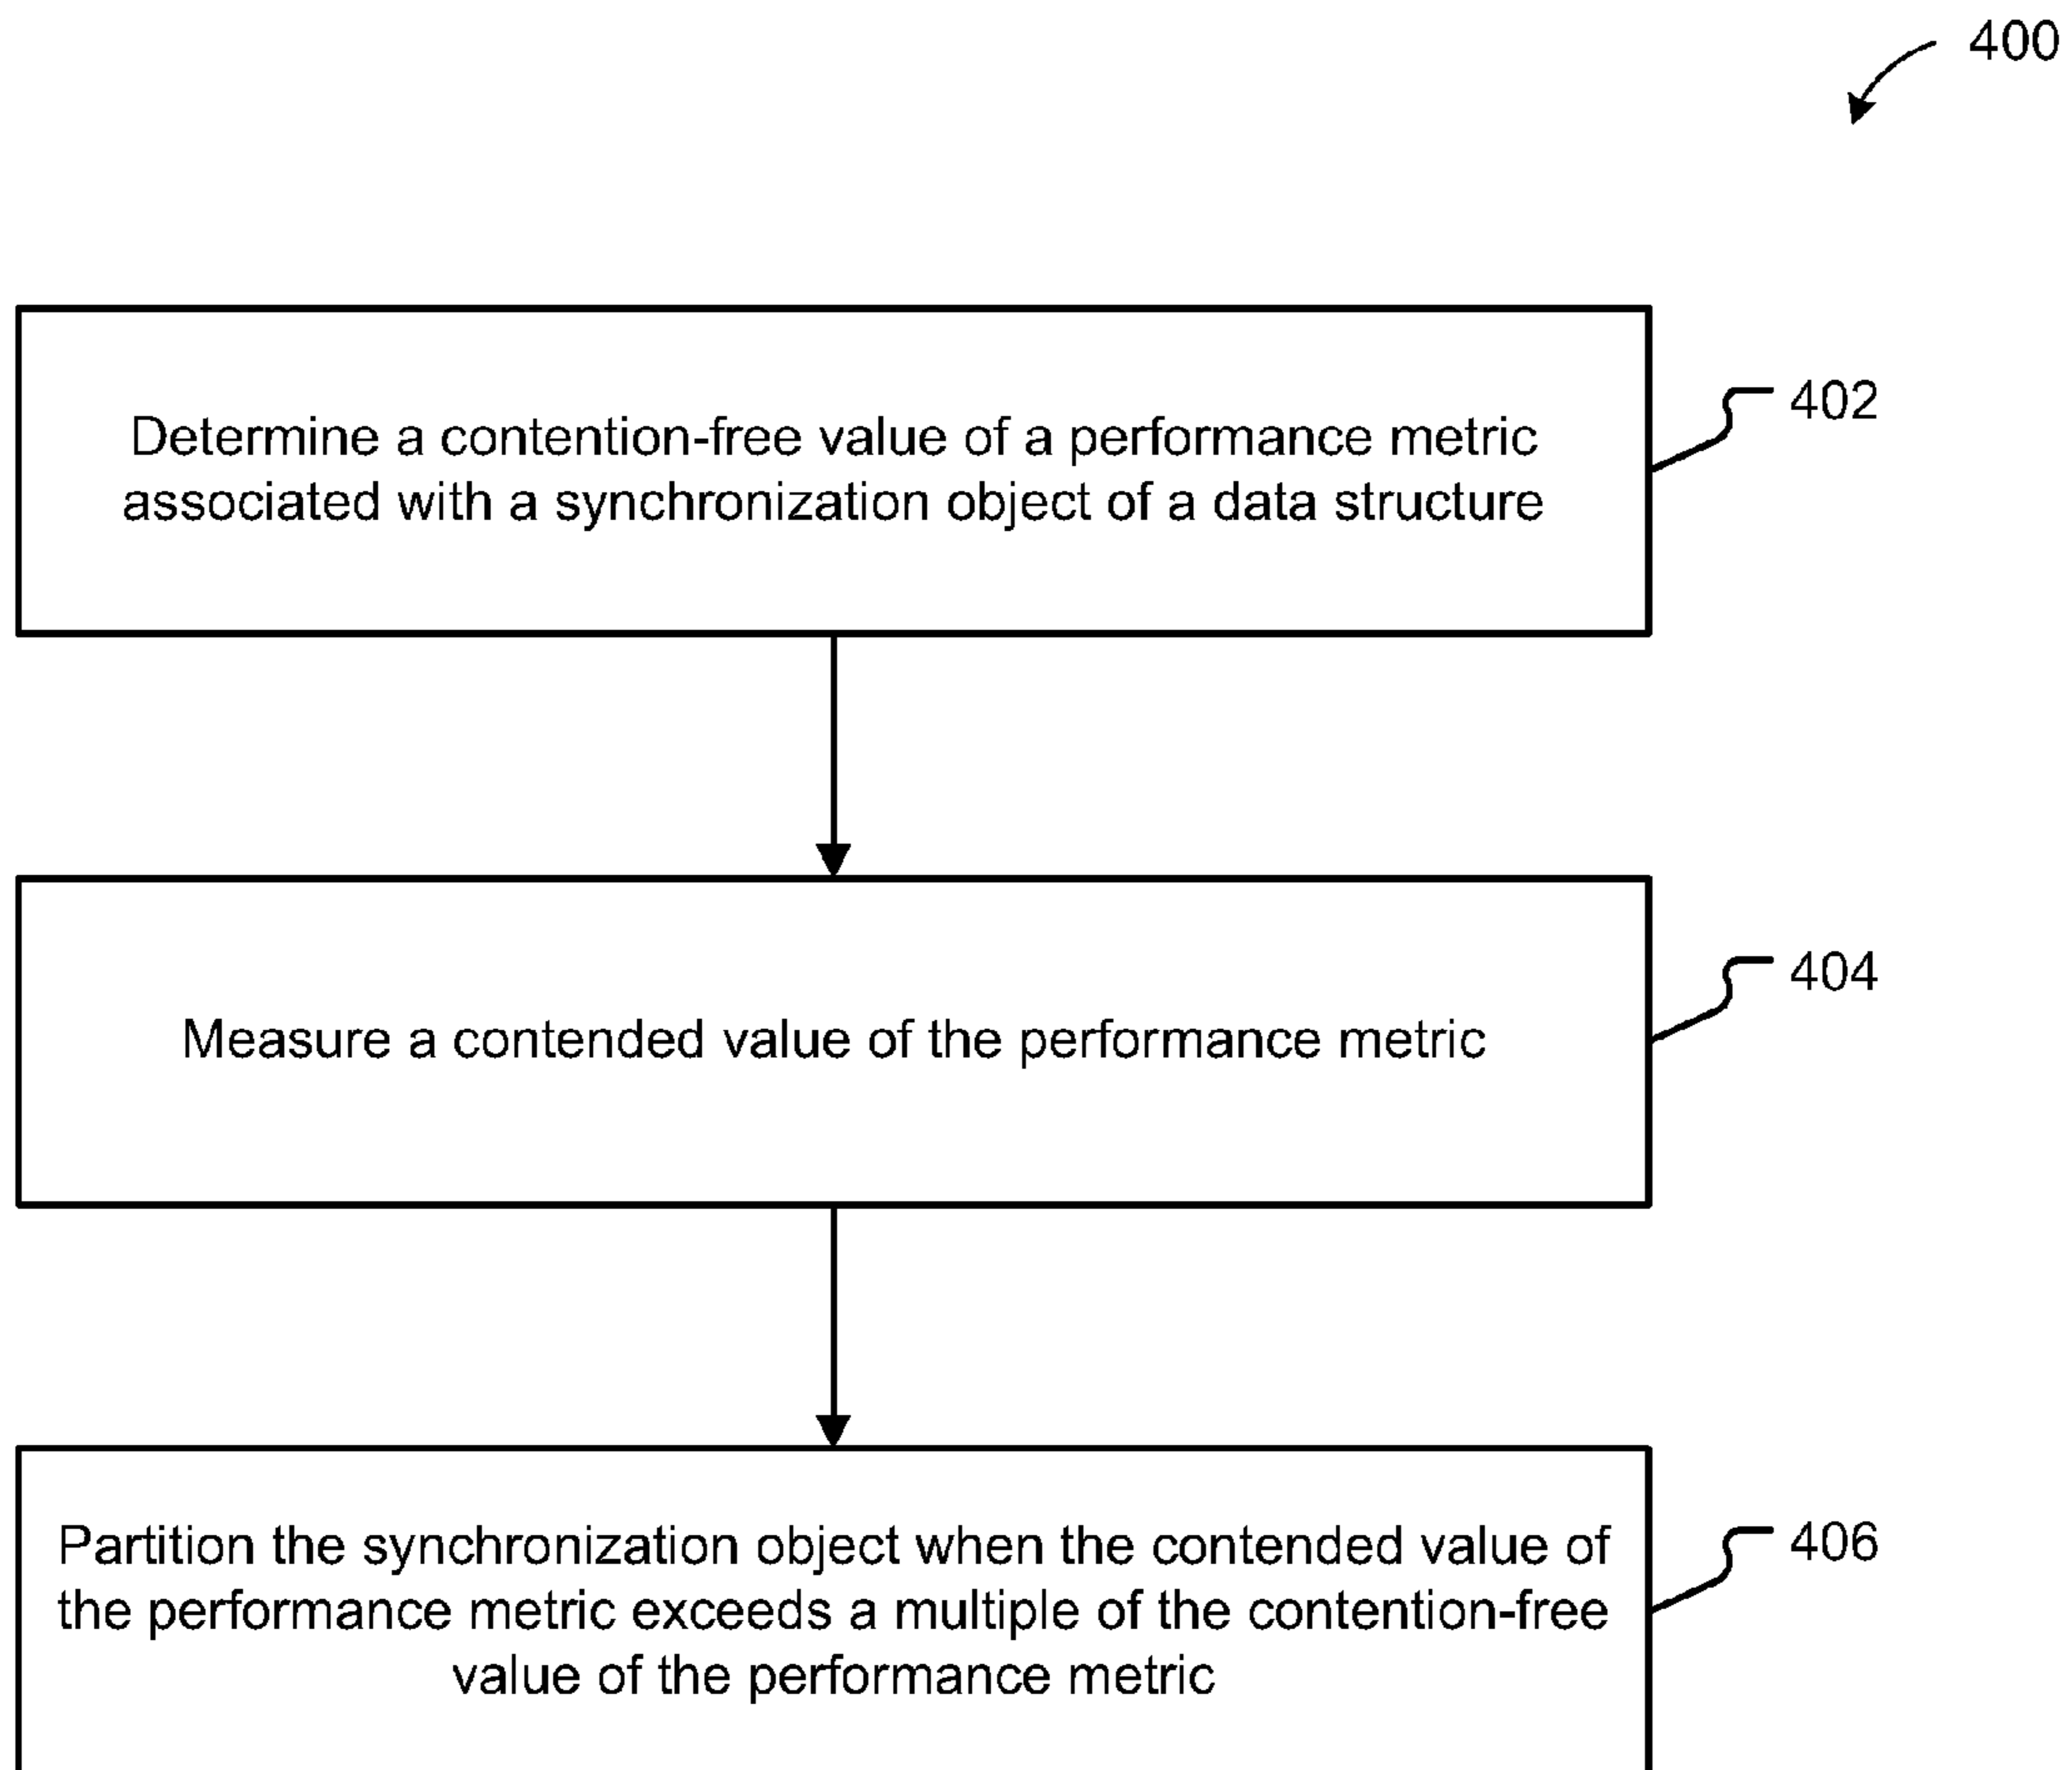 400
Determine a contention-free value of a performance metric
associated with a synchronization object of a data structure
402
Measure a contended value of the performance metric
404
Partition the synchronization object when the contended value of
the performance metric exceeds a multiple of the contention-free
value of the performance metric
406